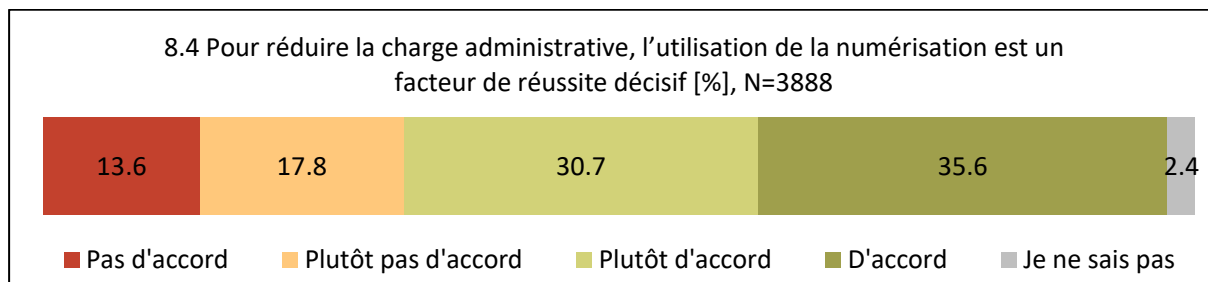 8.4 Pour réduire la charge administrative, l’utilisation de la numérisation est un
facteur de réussite décisif [%], N=3888
13.6 17.8 30.7 35.6 2.4
Pas d'accord Plutôt pas d'accord Plutôt d'accord D'accord Je ne sais pas